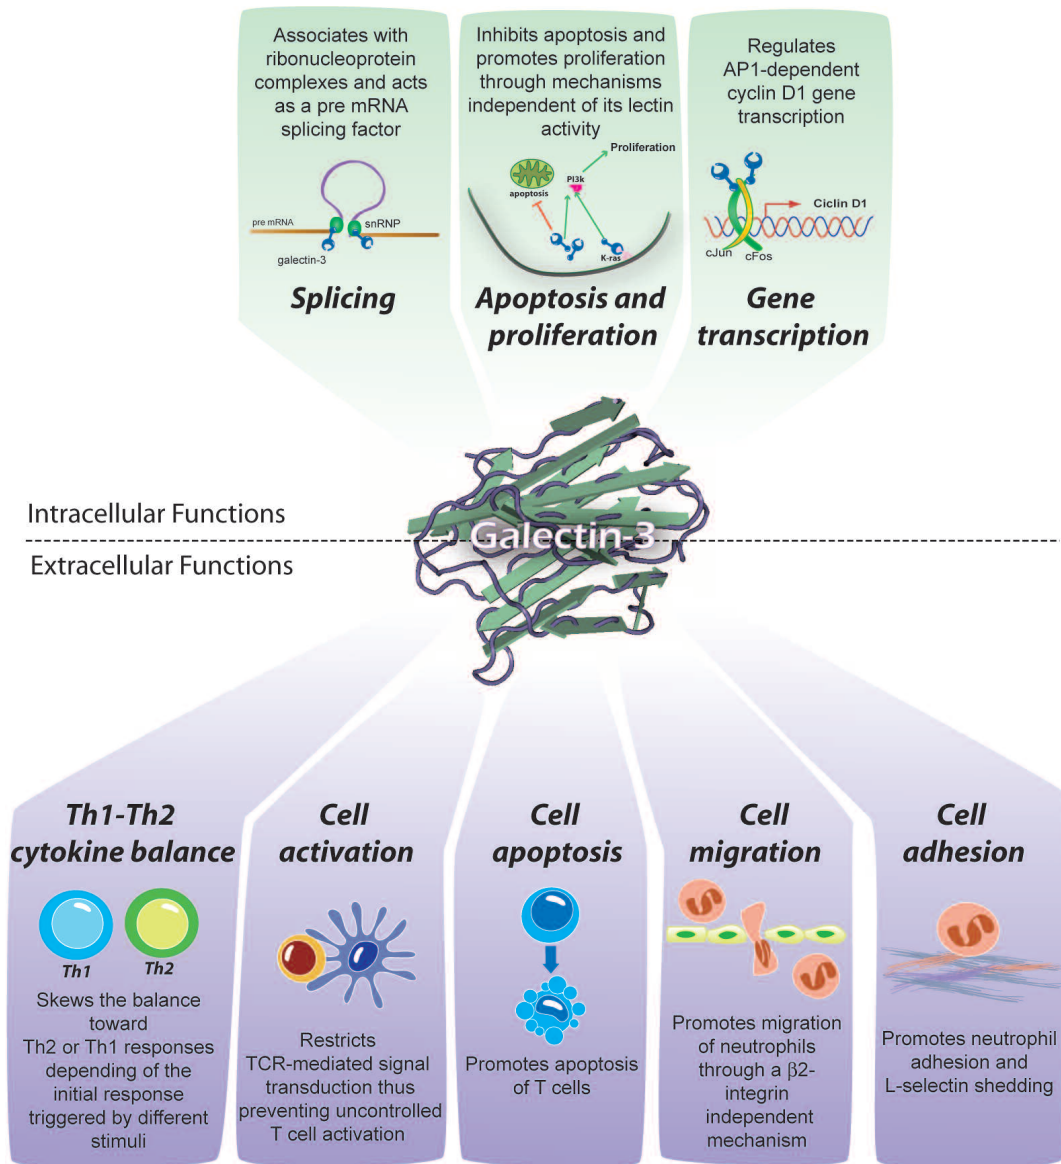 Associates with
ribonucleoprotein
complexes and acts
as a pre mRNA
splicing factor
pre mRNA
snRNP
galectin-3
Splicing
Inhibits apoptosis and
promotes proliferation
through mechanisms
independent of its lectin
activity
Proliferation
PI3k
apoptosis
K-ras
Apoptosis and
proliferation
Regulates
AP1-dependent
cyclin D1 gene
transcription
Ciclin D1
cJun
cFos
Gene
transcription
Intracellular Functions
Galectin-3
Extracellular Functions
Th1-Th2
cytokine balance
Th1
Th2
Skews the balance
toward
Th2 or Th1 responses
depending of the
initial response
triggered by different
stimuli
Cell
activation
Restricts
TCR-mediated signal
transduction thus
preventing uncontrolled
T cell activation
Cell
apoptosis
Promotes apoptosis
of T cells
Cell
migration
Promotes migration
of neutrophils
through a β2-
integrin
independent
mechanism
Cell
adhesion
Promotes neutrophil
adhesion and
L-selectin shedding